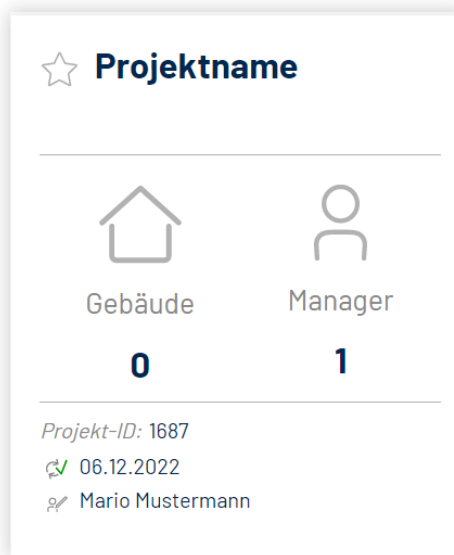 Projektname
Gebäude Manager
0 1
Projekt-ID: 1687
06.12.2022
Mario Mustermann